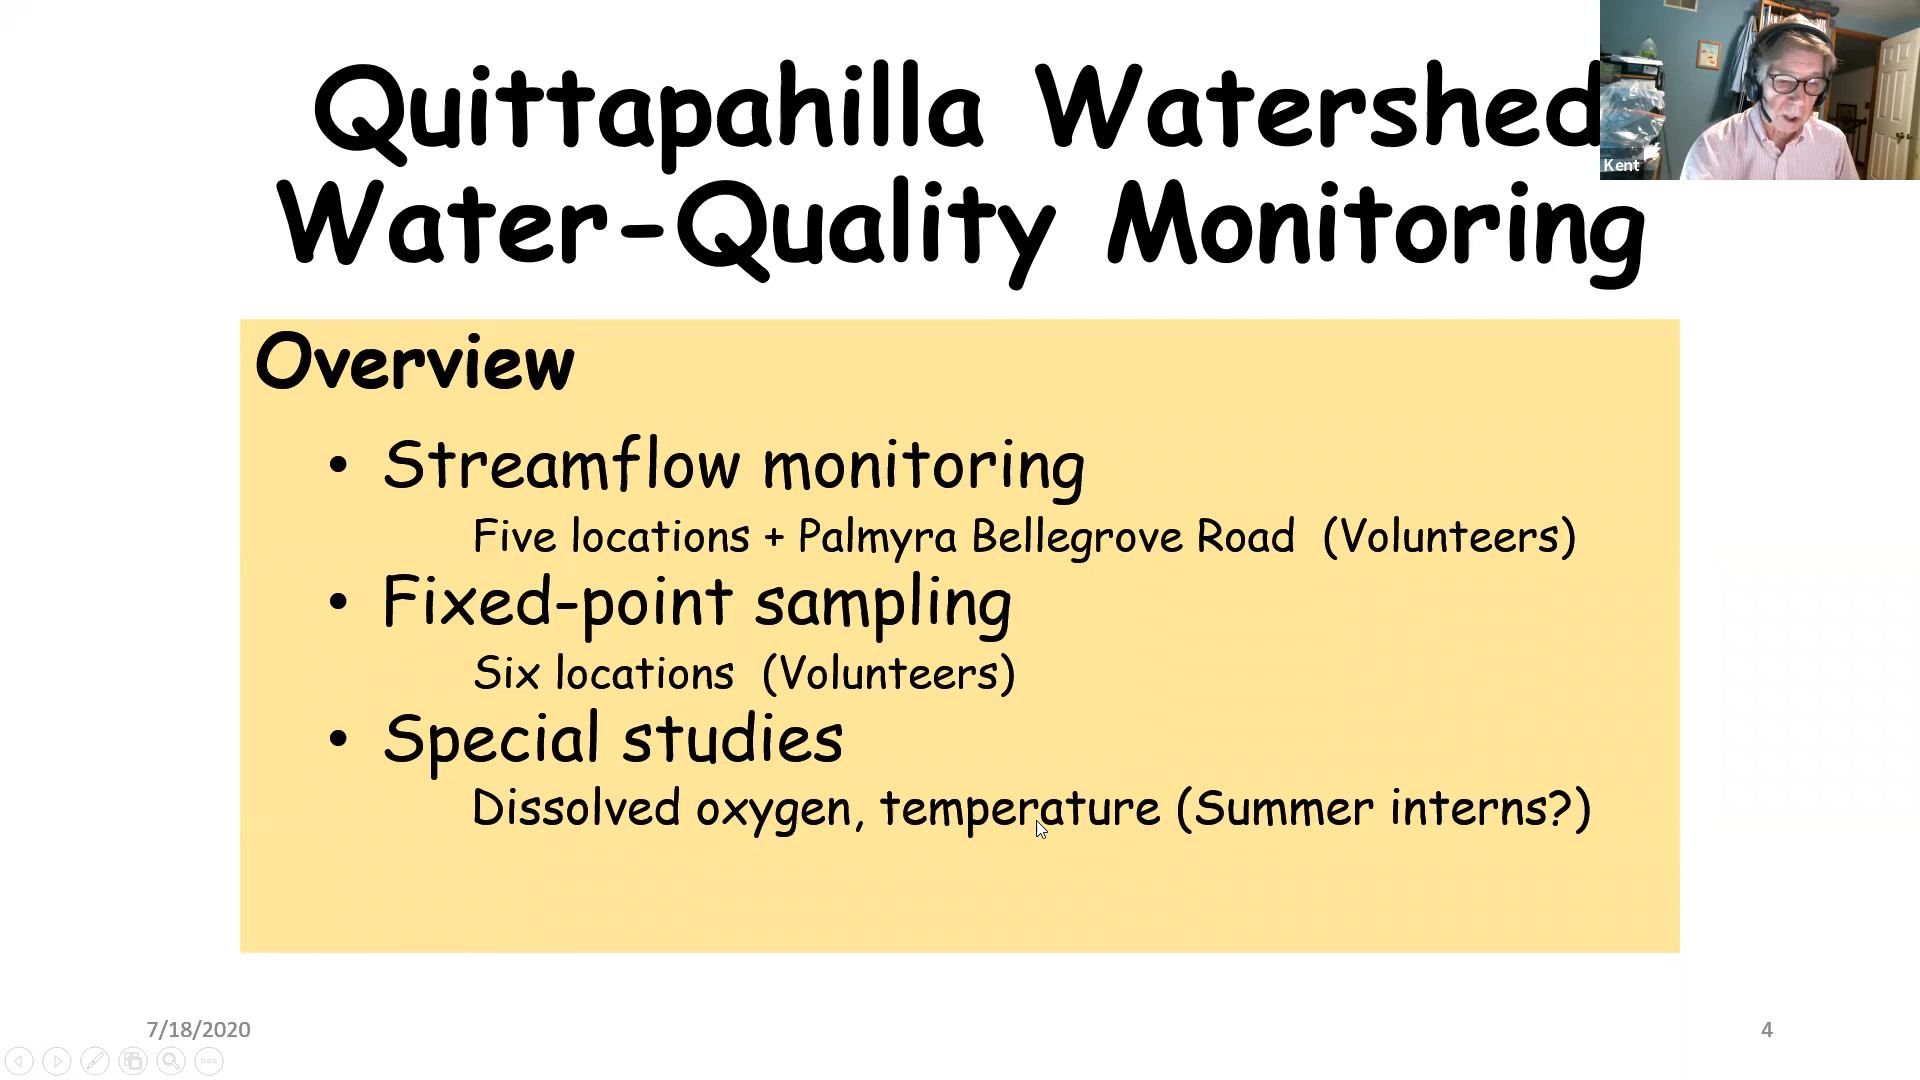 Quittapahilla Watershed
Kent
Water-Quality Monitoring
Overview
• Streamflow monitoring
Five locations + Palmyra Bellegrove Road (Volunteers)
• Fixed-point sampling
Six locations (Volunteers)
• Special studies
Dissolved oxygen, temperature (Summer interns?)
7/18/2020
4